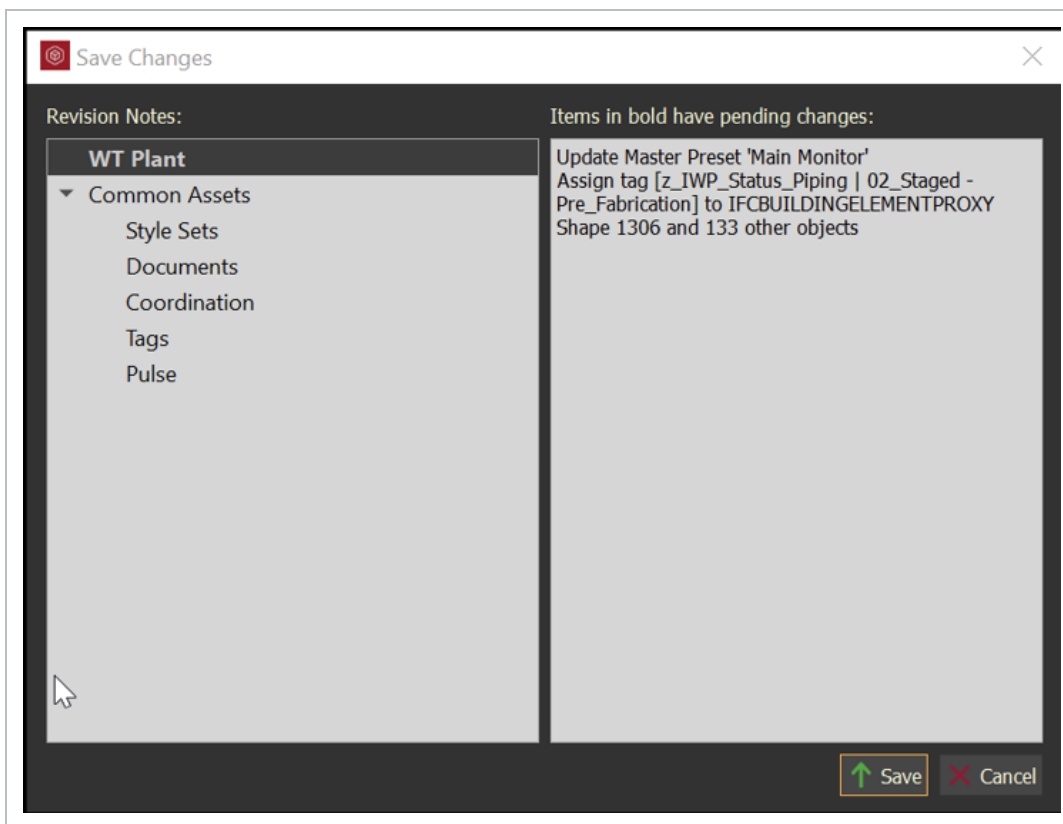 Save Changes
Revision Notes:
WT Plant
Common Assets
Style Sets
Documents
Coordination
Tags
Pulse
Items in bold have pending changes:
Update Master Preset 'Main Monitor'
Assign tag [z_IWP_Status_Piping | 02_Staged -
Pre_Fabrication] to IFCBUILDINGELEMENTPROXY
Shape 1306 and 133 other objects
Save
Cancel